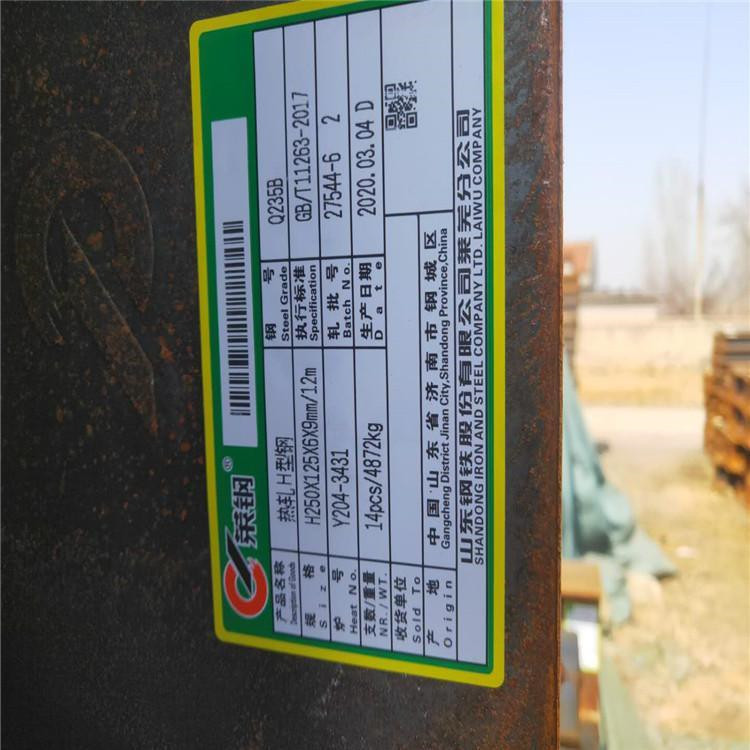 莱钢®
产品名称 Description of Goods 热轧H型钢 钢号 Steel Grade Q235B
规格 Size H250X125X6X9mm/12m 执行标准 Specification GB/T11263-2017
炉号 Heat No. Y204-3431 轧批号 Batch No. 27544-6 2
支数/重量 NR./WT. 14pcs/4872kg 生产日期 Date 2020.03.04 D
收货单位 Sold To
产地 Origin 中国·山东省济南市钢城区
Gangcheng District Jinan City,Shandong Province,China
山东钢铁股份有限公司莱芜分公司
SHANDONG IRON AND STEEL COMPANY LTD. LAIWU COMPANY